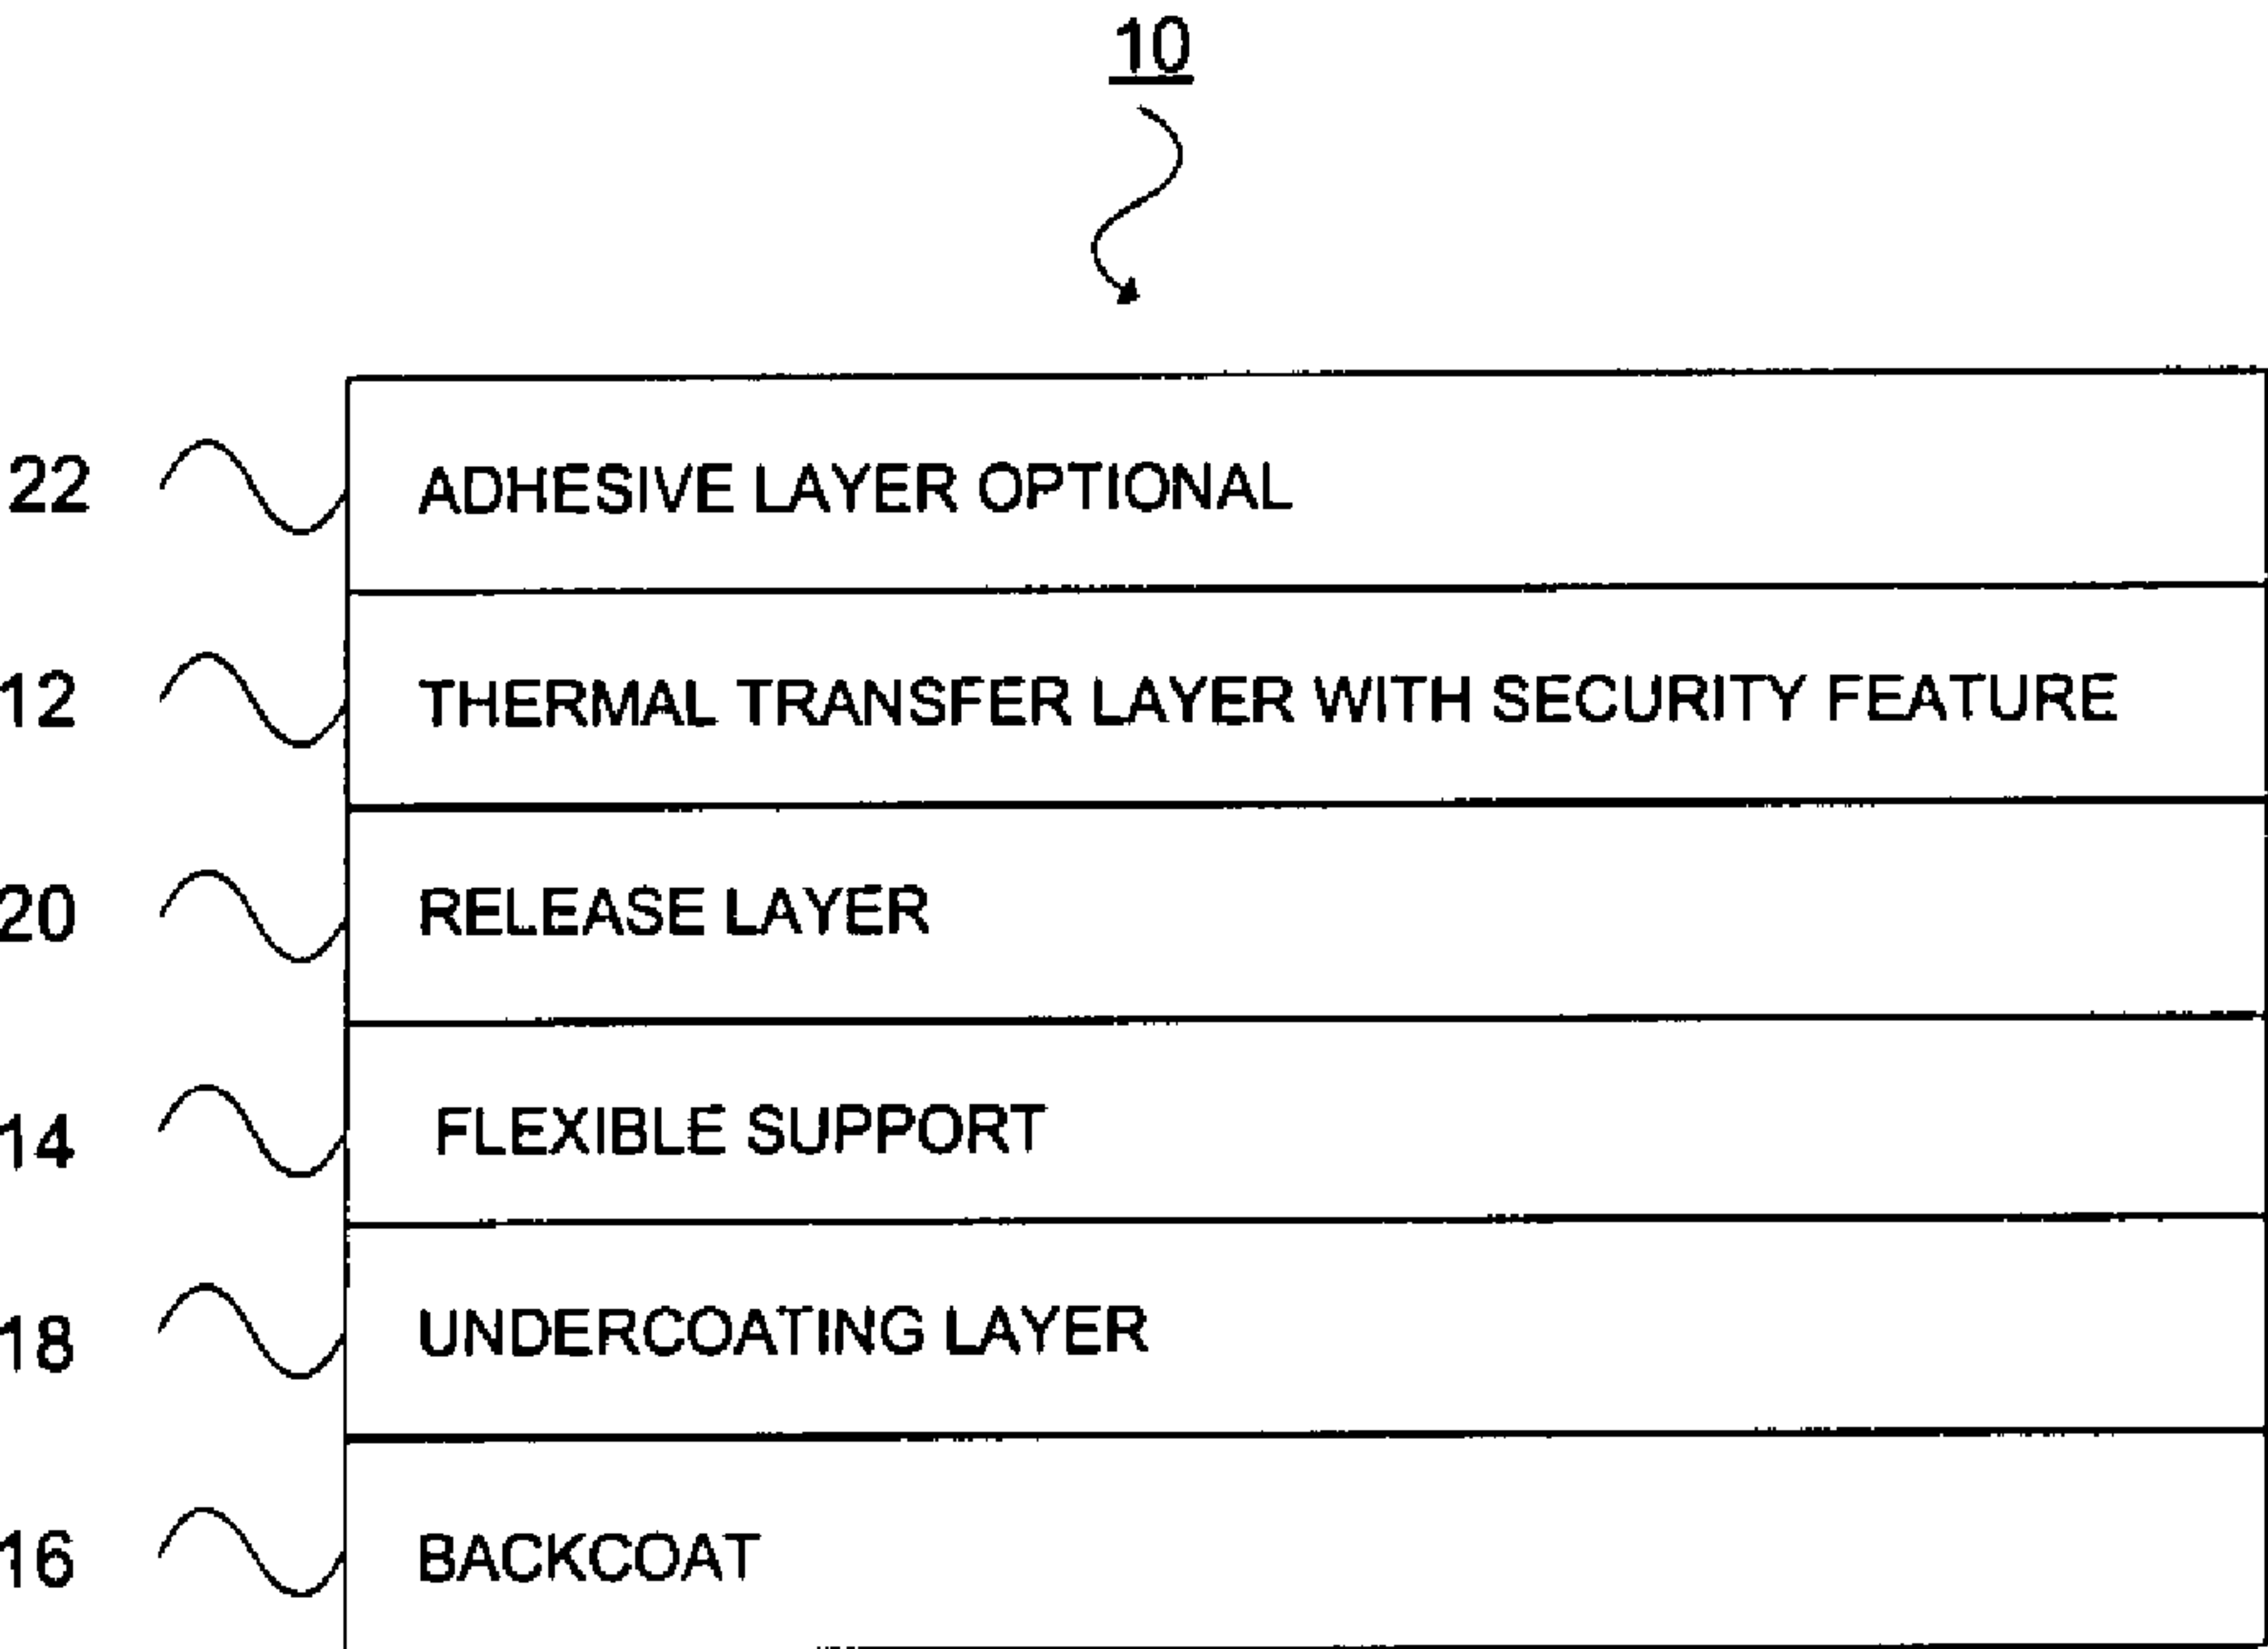 10
22 ADHESIVE LAYER OPTIONAL
12 THERMAL TRANSFER LAYER WITH SECURITY FEATURE
20 RELEASE LAYER
14 FLEXIBLE SUPPORT
18 UNDERCOATING LAYER
16 BACKCOAT